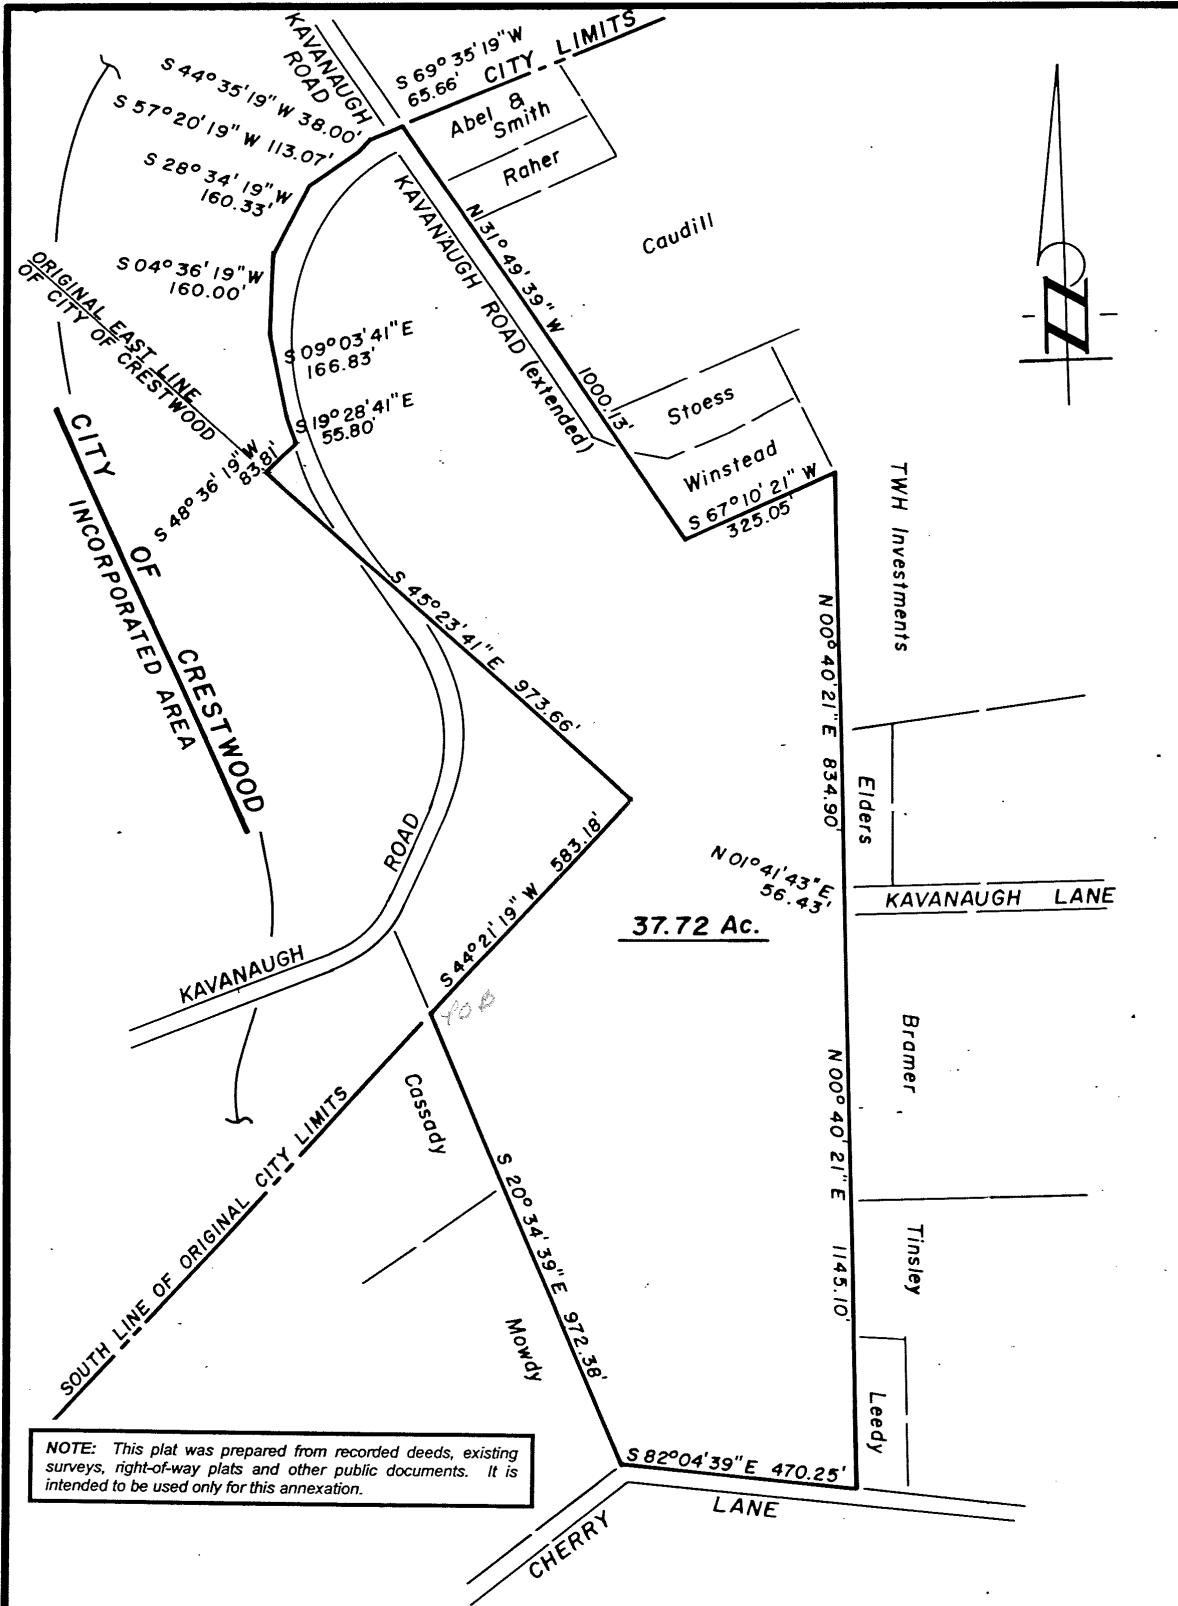 KAVANAUGH
ROAD
S 69° 35' 19" W
65.66'
CITY LIMITS
S 44° 35' 19" W 38.00'
S 57° 20' 19" W 113.07'
S 28° 34' 19" W
160.33'
S 04° 36' 19" W
160.00'
Abel &
Smith
Raher
Caudill
KAVANAUGH ROAD (extended)
N 31° 49' 39" W 1000.13'
ORIGINAL EAST LINE
OF CITY OF CRESTWOOD
S 09° 03' 41" E
166.83'
S 19° 28' 41" E
55.80'
S 48° 36' 19" W
83.81'
Stoess
Winstead
S 67° 10' 21" W
325.05'
CITY OF CRESTWOOD
INCORPORATED AREA
TWH Investments
S 45° 23' 41" E 973.66'
N 00° 40' 21" E 834.90'
Elders
ROAD
S 44° 21' 19" W 583.18'
N 01° 41' 43" E
56.43'
KAVANAUGH LANE
37.72 Ac.
KAVANAUGH
POB
Bramer
N 00° 40' 21" E 1145.10'
Cassady
SOUTH LINE OF ORIGINAL CITY LIMITS
S 20° 34' 39" E 972.38'
Tinsley
Mowdy
Leedy
NOTE: This plat was prepared from recorded deeds, existing
surveys, right-of-way plats and other public documents. It is
intended to be used only for this annexation.
S 82° 04' 39" E 470.25'
CHERRY
LANE